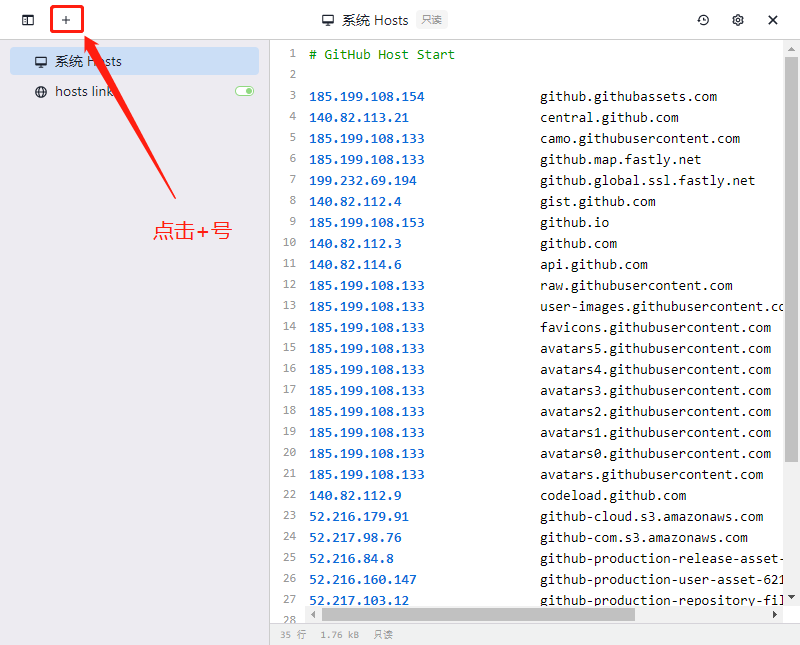 + 系统 Hosts 只读
系统 Hosts
hosts link
点击+号
1 # GitHub Host Start
2
3 185.199.108.154 github.githubassets.com
4 140.82.113.21 central.github.com
5 185.199.108.133 camo.githubusercontent.com
6 185.199.108.133 github.map.fastly.net
7 199.232.69.194 github.global.ssl.fastly.net
8 140.82.112.4 gist.github.com
9 185.199.108.153 github.io
10 140.82.112.3 github.com
11 140.82.114.6 api.github.com
12 185.199.108.133 raw.githubusercontent.com
13 185.199.108.133 user-images.githubusercontent.co
14 185.199.108.133 favicons.githubusercontent.com
15 185.199.108.133 avatars5.githubusercontent.com
16 185.199.108.133 avatars4.githubusercontent.com
17 185.199.108.133 avatars3.githubusercontent.com
18 185.199.108.133 avatars2.githubusercontent.com
19 185.199.108.133 avatars1.githubusercontent.com
20 185.199.108.133 avatars0.githubusercontent.com
21 185.199.108.133 avatars.githubusercontent.com
22 140.82.112.9 codeload.github.com
23 52.216.179.91 github-cloud.s3.amazonaws.com
24 52.217.98.76 github-com.s3.amazonaws.com
25 52.216.84.8 github-production-release-asset-
26 52.216.160.147 github-production-user-asset-621
27 52.217.103.12 github-production-repository-fil
28
35 行 1.76 kB 只读